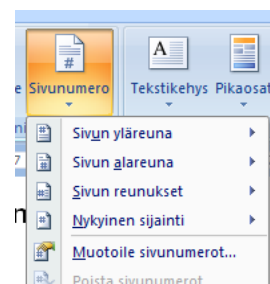 Sivunumero
Tekstikehys
Pikaosat
Sivun yläreuna
Sivun alareuna
Sivun reunukset
Nykyinen sijainti
Muotoile sivunumerot...
Poista sivunumerot